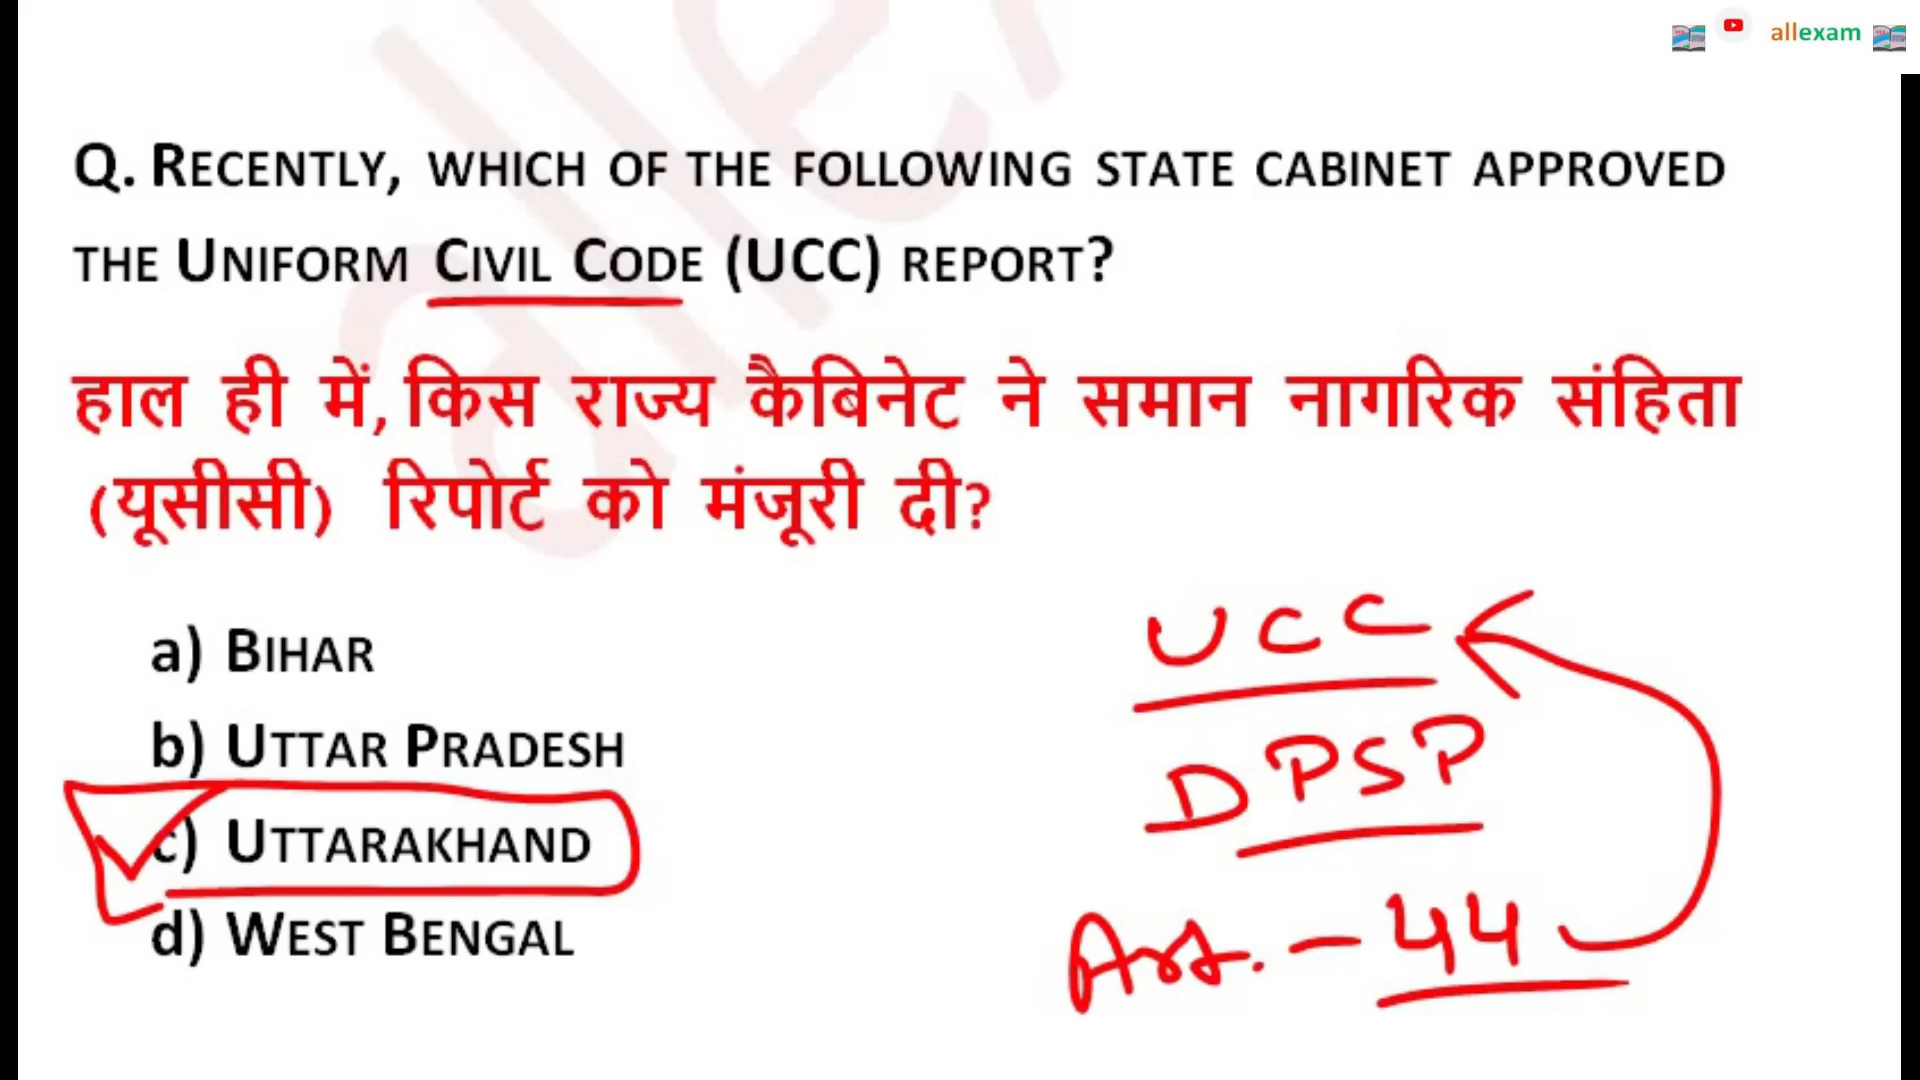 allexam
Q. Recently, which of the following state cabinet approved
the Uniform Civil Code (UCC) report?
हाल ही में, किस राज्य कैबिनेट ने समान नागरिक संहिता
(यूसीसी) रिपोर्ट को मंजूरी दी?
a) Bihar
b) Uttar Pradesh
c) Uttarakhand
d) West Bengal
UCC
DPSP
Art. - 44